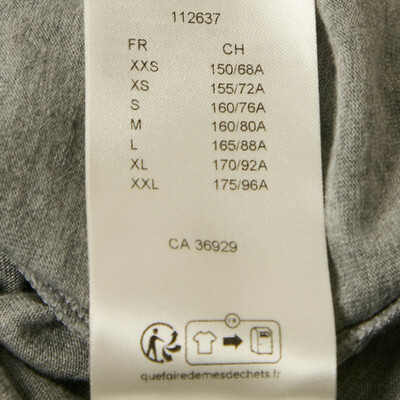 112637
FR CH
XXS 150/68A
XS 155/72A
S 160/76A
M 160/80A
L 165/88A
XL 170/92A
XXL 175/96A
CA 36929
FR
quefairedemesdechets.fr